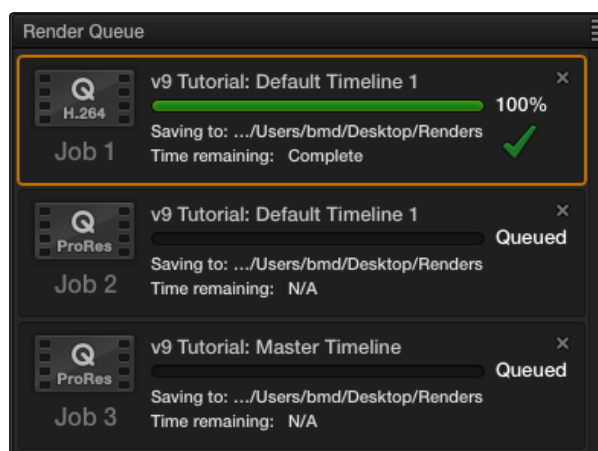 Render Queue
Q
H.264
Job 1
v9 Tutorial: Default Timeline 1
100%
Saving to: .../Users/bmd/Desktop/Renders
Time remaining: Complete
Q
ProRes
Job 2
v9 Tutorial: Default Timeline 1
Queued
Saving to: .../Users/bmd/Desktop/Renders
Time remaining: N/A
Q
ProRes
Job 3
v9 Tutorial: Master Timeline
Queued
Saving to: .../Users/bmd/Desktop/Renders
Time remaining: N/A